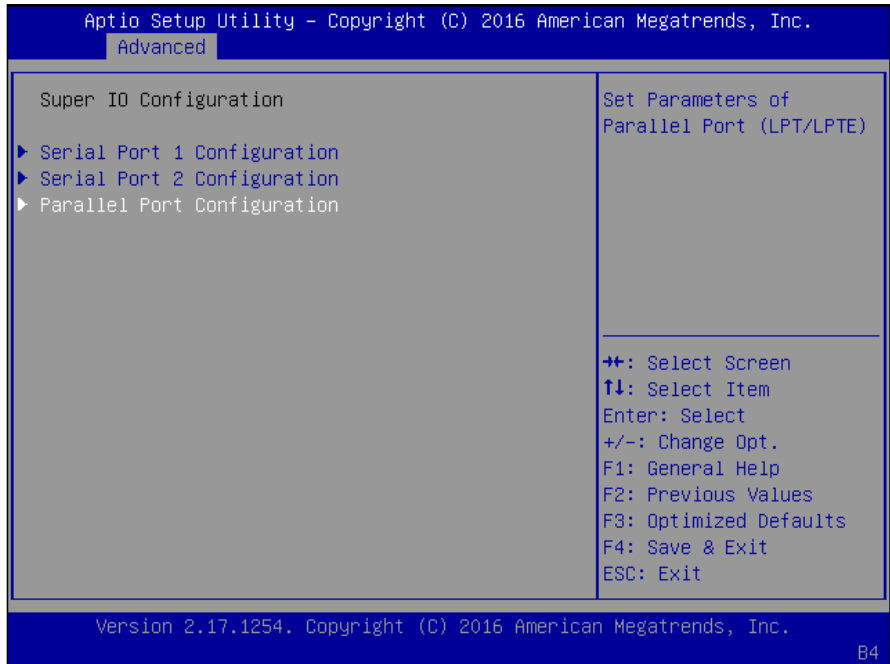 Aptio Setup Utility – Copyright (C) 2016 American Megatrends, Inc.
Advanced
Super IO Configuration
Serial Port 1 Configuration
Serial Port 2 Configuration
Parallel Port Configuration
Set Parameters of
Parallel Port (LPT/LPTE)
→←: Select Screen
↑↓: Select Item
Enter: Select
+/-: Change Opt.
F1: General Help
F2: Previous Values
F3: Optimized Defaults
F4: Save & Exit
ESC: Exit
Version 2.17.1254. Copyright (C) 2016 American Megatrends, Inc.
B4